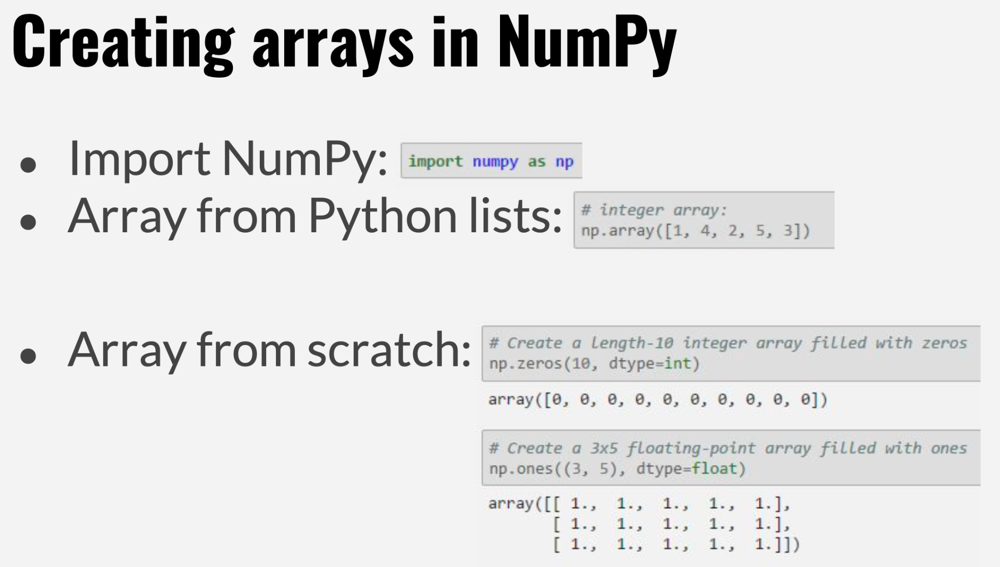 Creating arrays in NumPy
• Import NumPy: import numpy as np
• Array from Python lists:
# integer array:
np.array([1, 4, 2, 5, 3])
• Array from scratch:
# Create a length-10 integer array filled with zeros
np.zeros(10, dtype=int)
array([0, 0, 0, 0, 0, 0, 0, 0, 0, 0])
# Create a 3x5 floating-point array filled with ones
np.ones((3, 5), dtype=float)
array([[ 1.,  1.,  1.,  1.,  1.],
       [ 1.,  1.,  1.,  1.,  1.],
       [ 1.,  1.,  1.,  1.,  1.]])